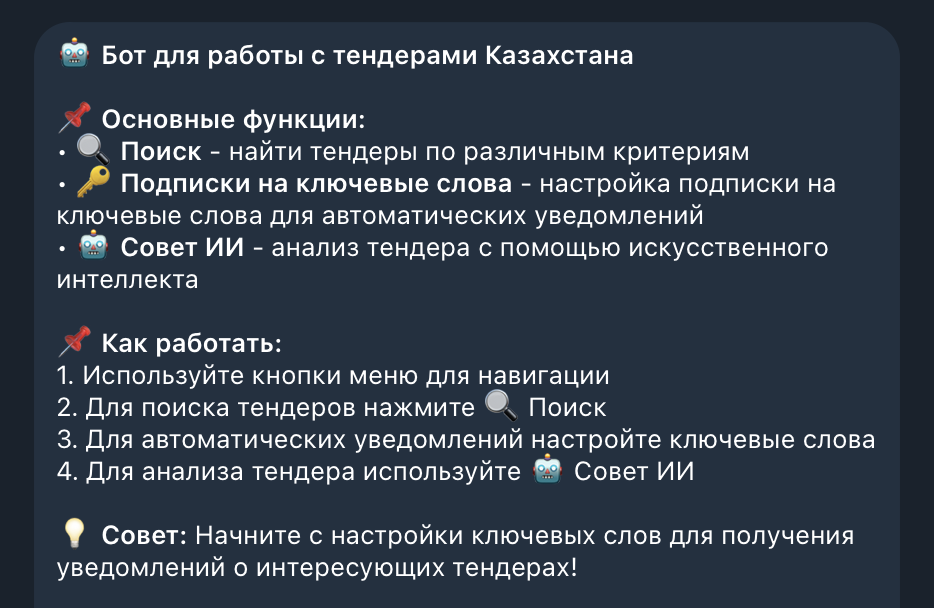 🤖 Бот для работы с тендерами Казахстана
📌 Основные функции:
• 🔍 Поиск - найти тендеры по различным критериям
• 🔑 Подписки на ключевые слова - настройка подписки на
ключевые слова для автоматических уведомлений
• 🤖 Совет ИИ - анализ тендера с помощью искусственного
интеллекта
📌 Как работать:
1. Используйте кнопки меню для навигации
2. Для поиска тендеров нажмите 🔍 Поиск
3. Для автоматических уведомлений настройте ключевые слова
4. Для анализа тендера используйте 🤖 Совет ИИ
💡 Совет: Начните с настройки ключевых слов для получения
уведомлений о интересующих тендерах!